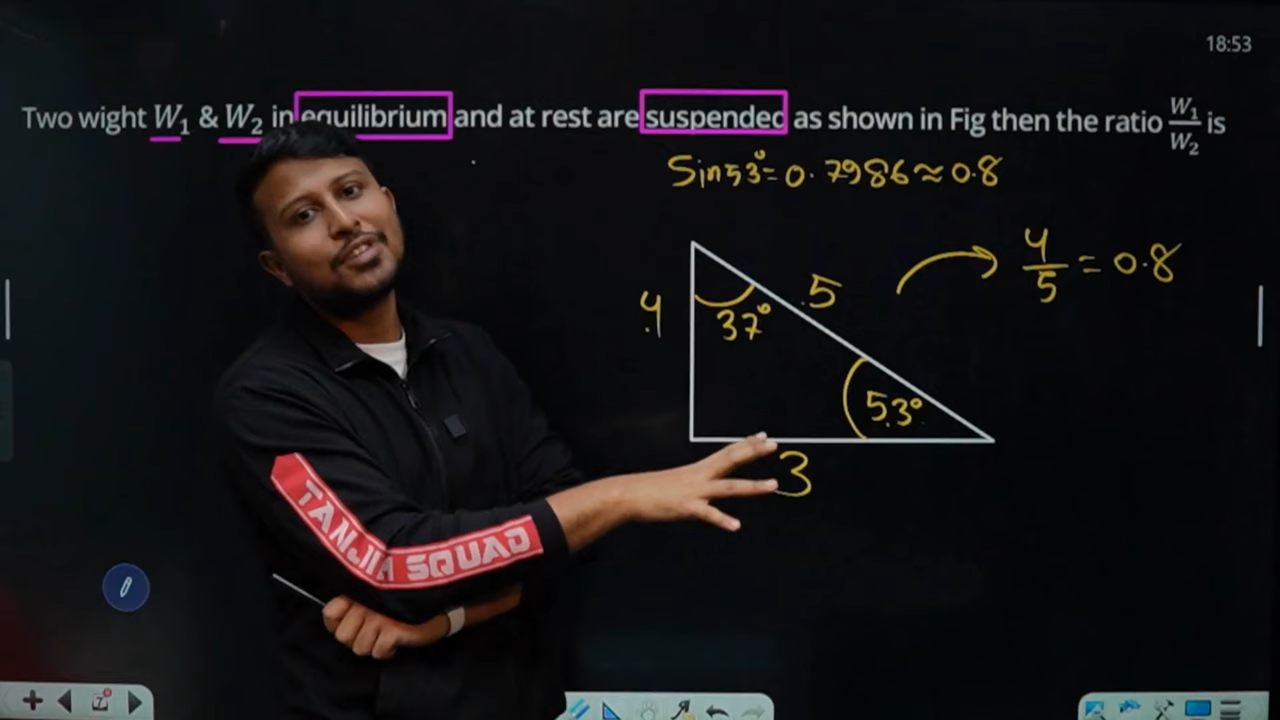 18:53
Two wight W₁ & W₂ in equilibrium and at rest are suspended as shown in Fig then the ratio W₁/W₂ is
Sin53°=0.7986≈0.8
4
37°
5
4/5 = 0.8
53°
3
TANJIM SQUAD